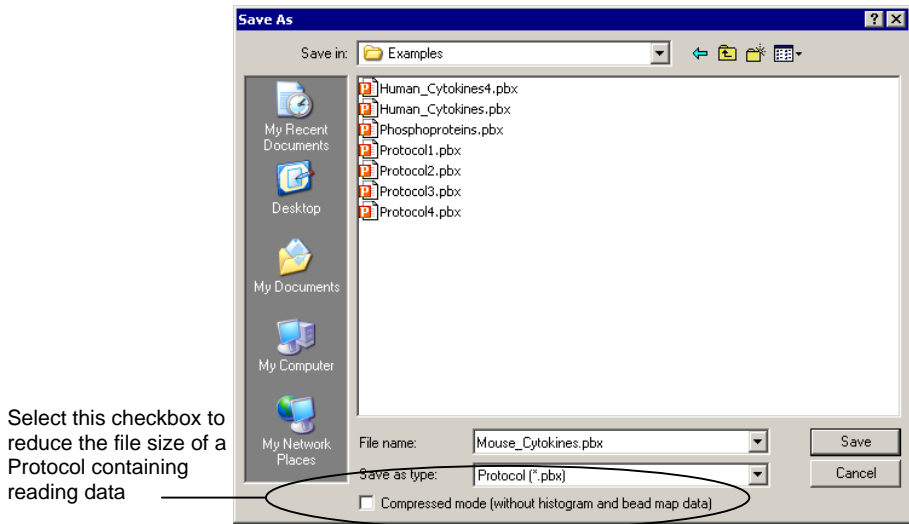 Save As
Save in:
Examples
My Recent
Documents
Desktop
My Documents
My Computer
My Network
Places
Human_Cytokines4.pbx
Human_Cytokines.pbx
Phosphoproteins.pbx
Protocol1.pbx
Protocol2.pbx
Protocol3.pbx
Protocol4.pbx
File name:
Mouse_Cytokines.pbx
Save
Save as type:
Protocol (*.pbx)
Cancel
Compressed mode (without histogram and bead map data)
Select this checkbox to
reduce the file size of a
Protocol containing
reading data